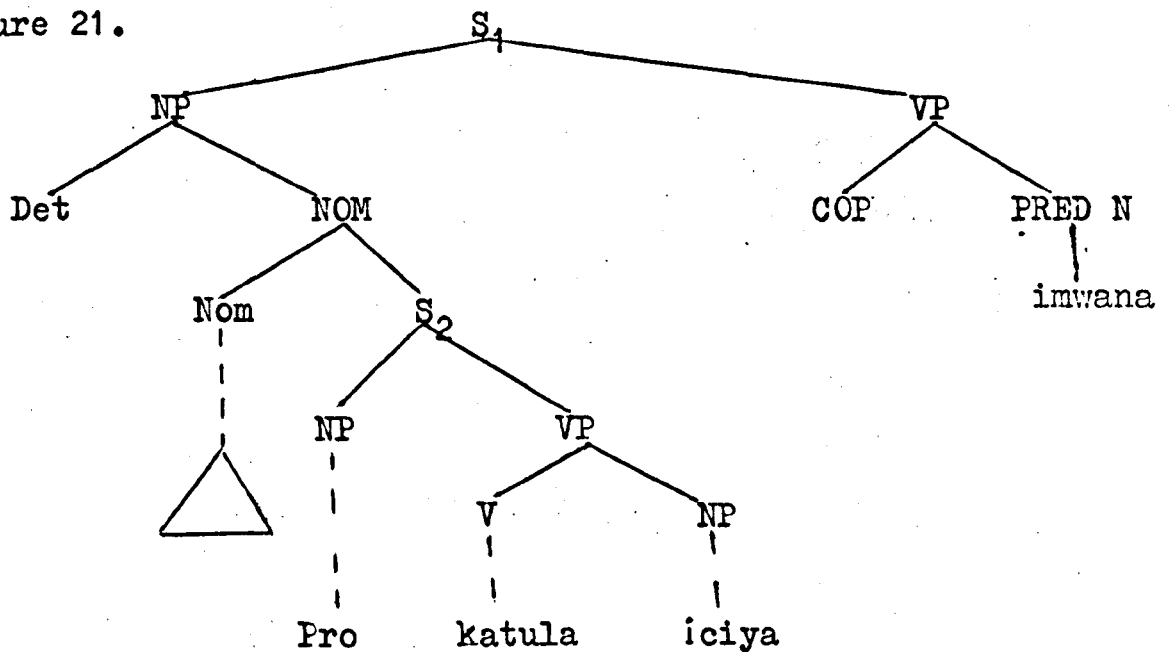 ure 21.
S1
NP VP
Det NOM COP PRED N
Nom S2 imwana
NP VP
V NP
Pro katula iciya